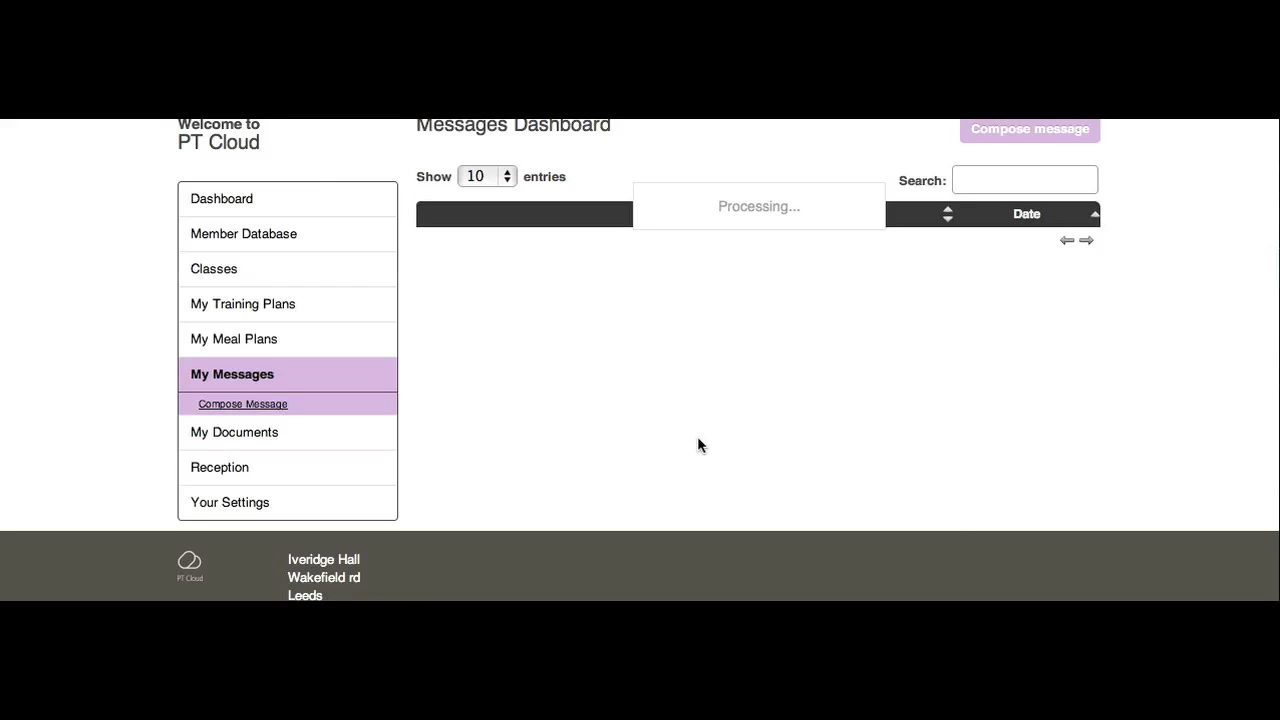 Welcome to
PT Cloud
Dashboard
Member Database
Classes
My Training Plans
My Meal Plans
My Messages
Compose Message
My Documents
Reception
Your Settings
Messages Dashboard
Compose message
Show 10 entries
Search:
Processing...
Date
PT Cloud
Iveridge Hall
Wakefield rd
Leeds